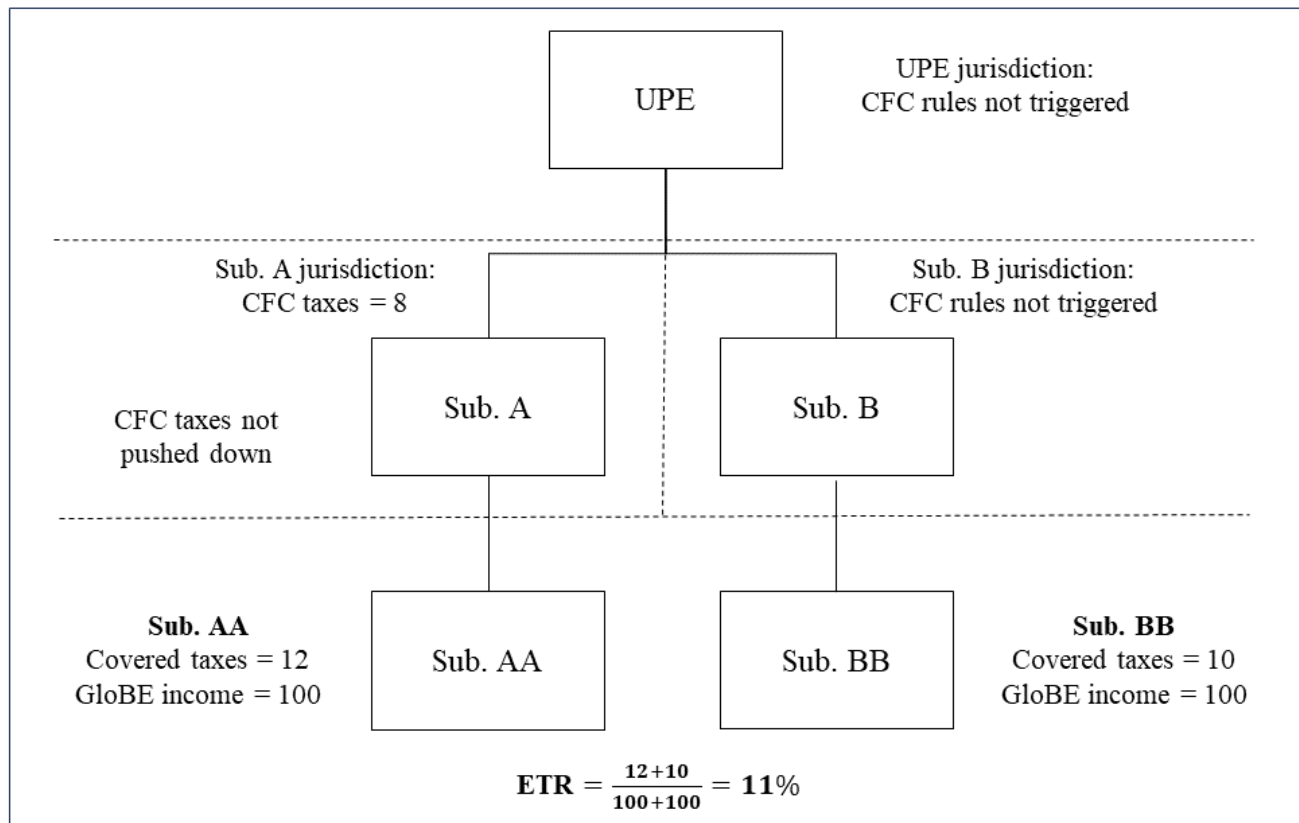 UPE
UPE jurisdiction:
CFC rules not triggered
Sub. A jurisdiction:
CFC taxes = 8
Sub. B jurisdiction:
CFC rules not triggered
CFC taxes not
pushed down
Sub. A
Sub. B
Sub. AA
Covered taxes = 12
GloBE income = 100
Sub. AA
Sub. BB
Sub. BB
Covered taxes = 10
GloBE income = 100
ETR = 12+10 / 100+100 = 11%